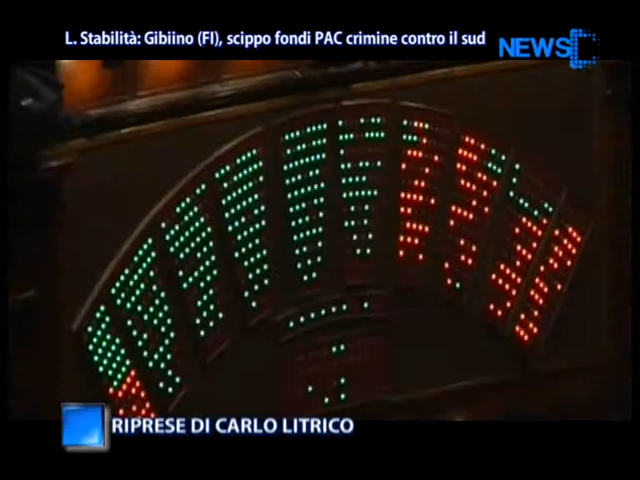 L. Stabilità: Gibiino (FI), scippo fondi PAC crimine contro il sud
NEWS
RIPRESE DI CARLO LITRICO